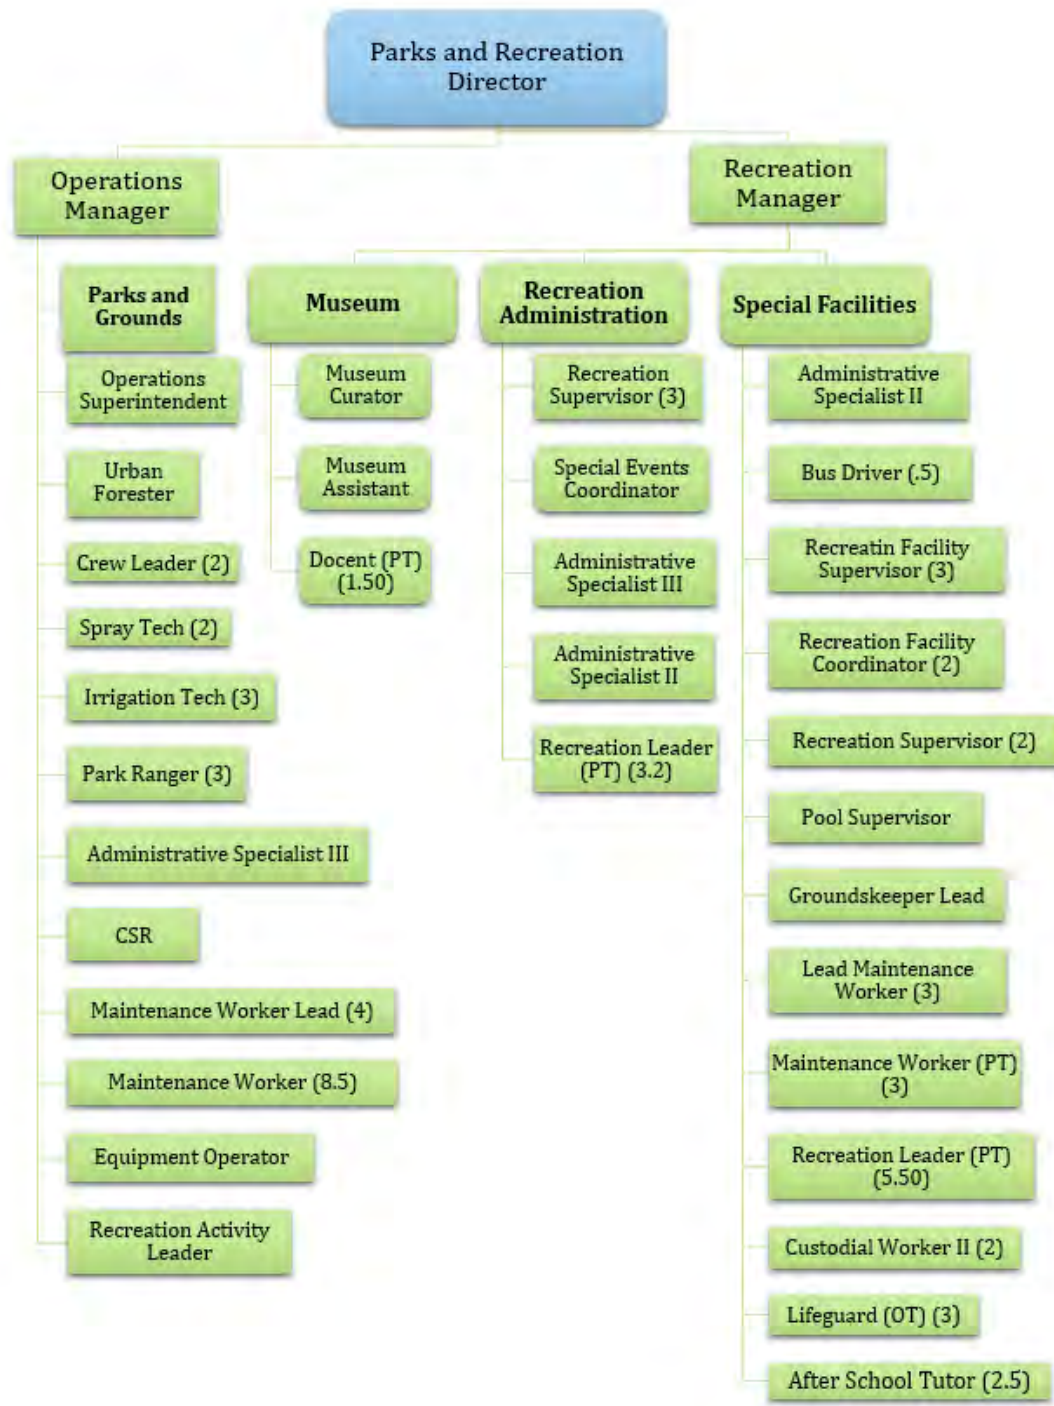 Parks and Recreation
Director
Operations
Manager
Recreation
Manager
Parks and
Grounds
Operations
Superintendent
Urban
Forester
Crew Leader (2)
Spray Tech (2)
Irrigation Tech (3)
Park Ranger (3)
Administrative Specialist III
CSR
Maintenance Worker Lead (4)
Maintenance Worker (8.5)
Equipment Operator
Recreation Activity
Leader
Museum
Museum
Curator
Museum
Assistant
Docent (PT)
(1.50)
Recreation
Administration
Recreation
Supervisor (3)
Special Events
Coordinator
Administrative
Specialist III
Administrative
Specialist II
Recreation Leader
(PT) (3.2)
Special Facilities
Administrative
Specialist II
Bus Driver (.5)
Recreatin Facility
Supervisor (3)
Recreation Facility
Coordinator (2)
Recreation Supervisor (2)
Pool Supervisor
Groundskeeper Lead
Lead Maintenance
Worker (3)
Maintenance Worker (PT)
(3)
Recreation Leader (PT)
(5.50)
Custodial Worker II (2)
Lifeguard (OT) (3)
After School Tutor (2.5)